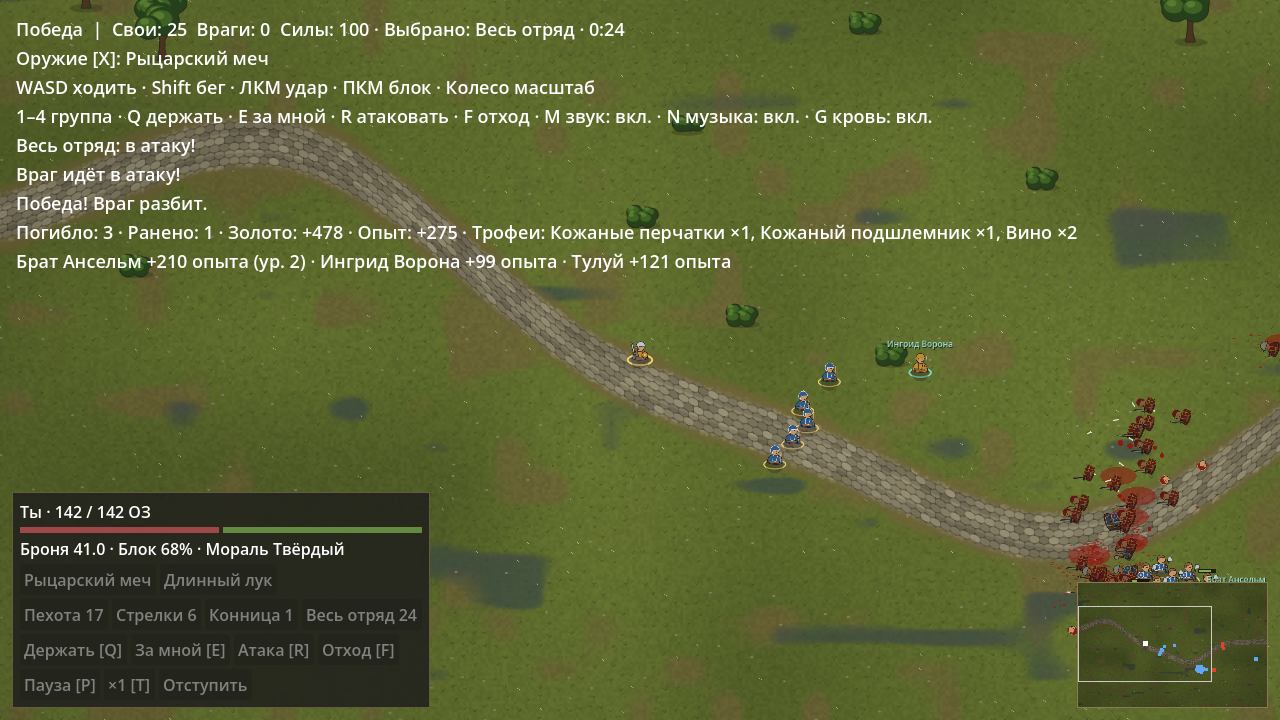 Победа | Свои: 25 Враги: 0 Силы: 100 · Выбрано: Весь отряд · 0:24
Оружие [X]: Рыцарский меч
WASD ходить · Shift бег · ЛКМ удар · ПКМ блок · Колесо масштаб
1–4 группа · Q держать · E за мной · R атаковать · F отход · M звук: вкл. · N музыка: вкл. · G кровь: вкл.
Весь отряд: в атаку!
Враг идёт в атаку!
Победа! Враг разбит.
Погибло: 3 · Ранено: 1 · Золото: +478 · Опыт: +275 · Трофеи: Кожаные перчатки ×1, Кожаный подшлемник ×1, Вино ×2
Брат Ансельм +210 опыта (ур. 2) · Ингрид Ворона +99 опыта · Тулуй +121 опыта
Ингрид Ворона
Брат Ансельм
Ты · 142 / 142 ОЗ
Броня 41.0 · Блок 68% · Мораль Твёрдый
Рыцарский меч Длинный лук
Пехота 17 Стрелки 6 Конница 1 Весь отряд 24
Держать [Q] За мной [E] Атака [R] Отход [F]
Пауза [P] ×1 [T] Отступить